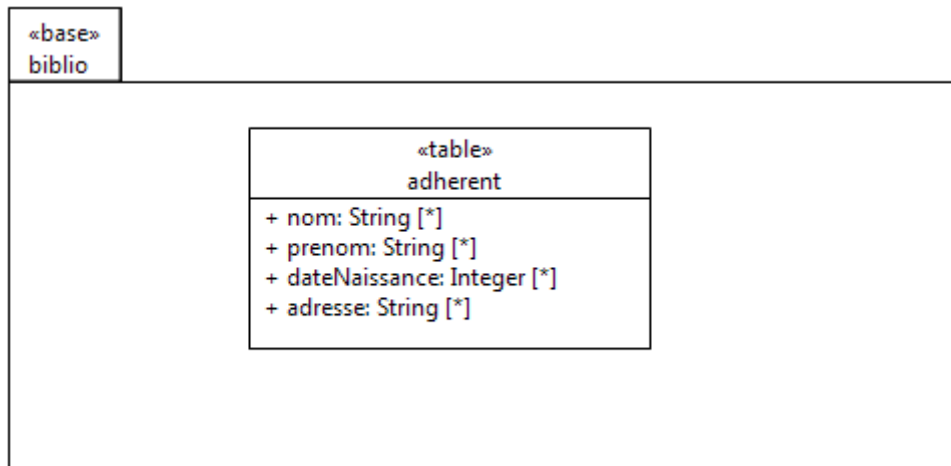 «base»
biblio
«table»
adherent
+ nom: String [*]
+ prenom: String [*]
+ dateNaissance: Integer [*]
+ adresse: String [*]